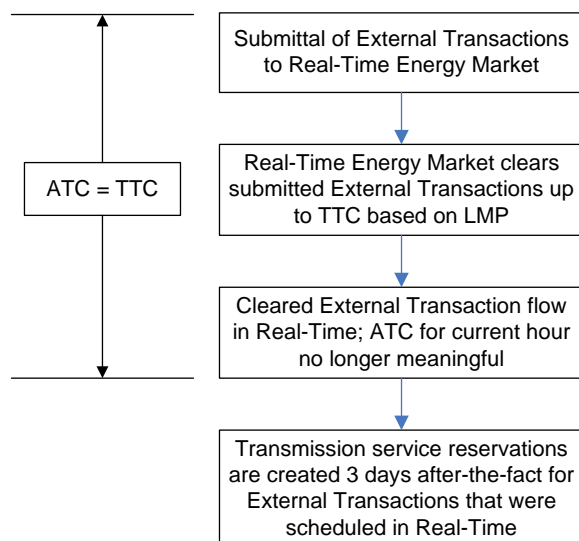 Submittal of External Transactions
to Real-Time Energy Market
ATC = TTC
Real-Time Energy Market clears
submitted External Transactions up
to TTC based on LMP
Cleared External Transaction flow
in Real-Time; ATC for current hour
no longer meaningful
Transmission service reservations
are created 3 days after-the-fact for
External Transactions that were
scheduled in Real-Time